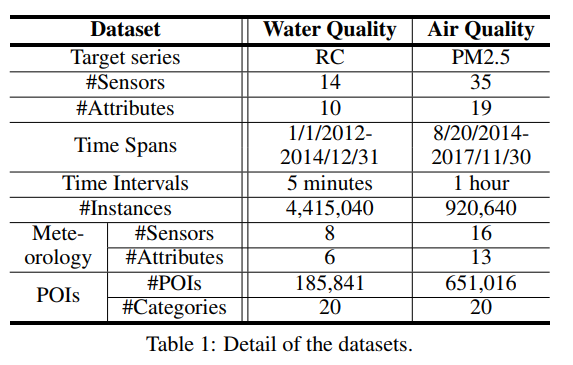 Dataset Water Quality Air Quality
Target series RC PM2.5
#Sensors 14 35
#Attributes 10 19
Time Spans 1/1/2012- 8/20/2014-
2014/12/31 2017/11/30
Time Intervals 5 minutes 1 hour
#Instances 4,415,040 920,640
Mete- #Sensors 8 16
orology #Attributes 6 13
POIs #POIs 185,841 651,016
#Categories 20 20
Table 1: Detail of the datasets.